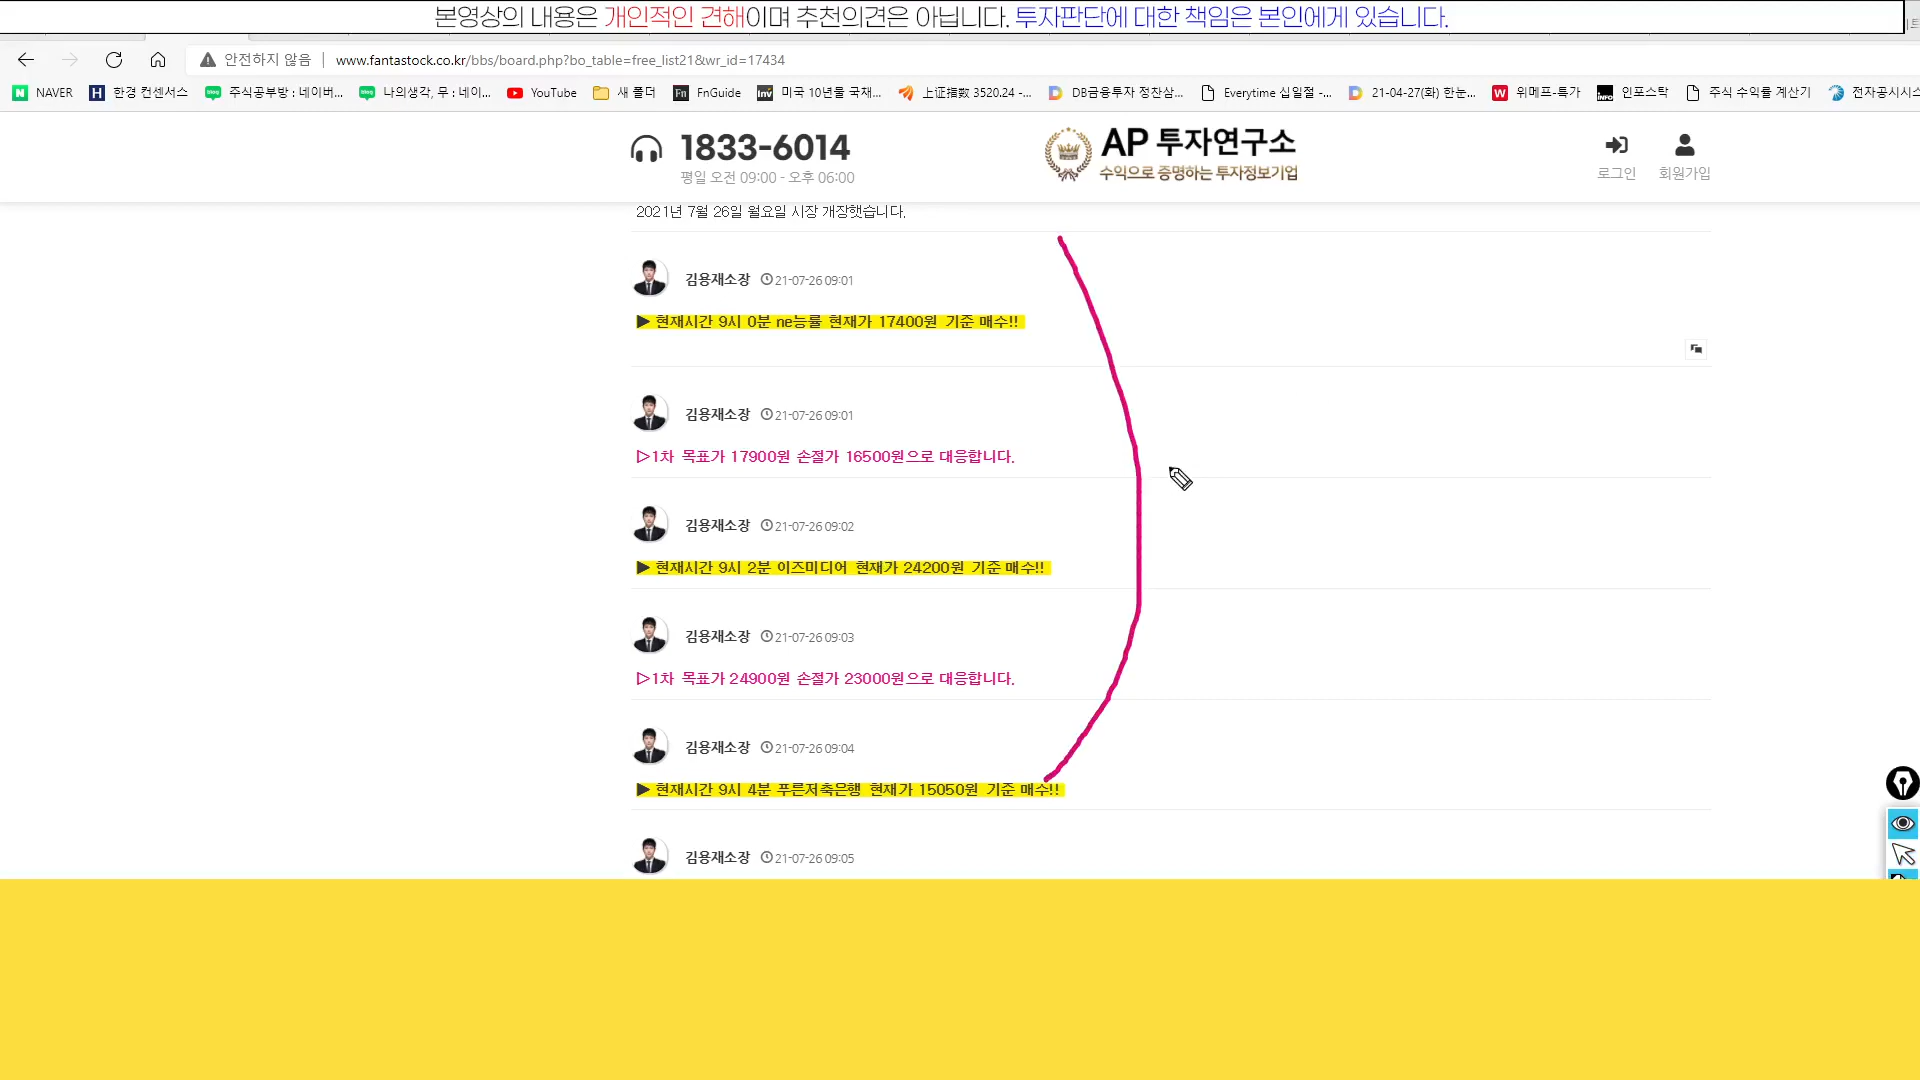 본영상의 내용은 개인적인 견해이며 추천의견은 아닙니다. 투자판단에 대한 책임은 본인에게 있습니다.
안전하지 않음 | www.fantastock.co.kr/bbs/board.php?bo_table=free_list21&wr_id=17434
NAVER 한경 컨센서스 주식공부방 : 네이버... 나의생각, 무 : 네이... YouTube 새 폴더 FnGuide 미국 10년물 국채... 上证指数 3520.24 -... DB금융투자 정찬삼... Everytime 십일절 -... 21-04-27(화) 한눈... 위메프-특가 인포스탁 주식 수익률 계산기 전자공시시스
1833-6014
평일 오전 09:00 - 오후 06:00
AP 투자연구소
수익으로 증명하는 투자정보기업
로그인 회원가입
2021년 7월 26일 월요일 시장 개장했습니다.
김용재소장 21-07-26 09:01
▶ 현재시간 9시 0분 ne능률 현재가 17400원 기준 매수!!
김용재소장 21-07-26 09:01
▷1차 목표가 17900원 손절가 16500원으로 대응합니다.
김용재소장 21-07-26 09:02
▶ 현재시간 9시 2분 이즈미디어 현재가 24200원 기준 매수!!
김용재소장 21-07-26 09:03
▷1차 목표가 24900원 손절가 23000원으로 대응합니다.
김용재소장 21-07-26 09:04
▶ 현재시간 9시 4분 푸른저축은행 현재가 15050원 기준 매수!!
김용재소장 21-07-26 09:05